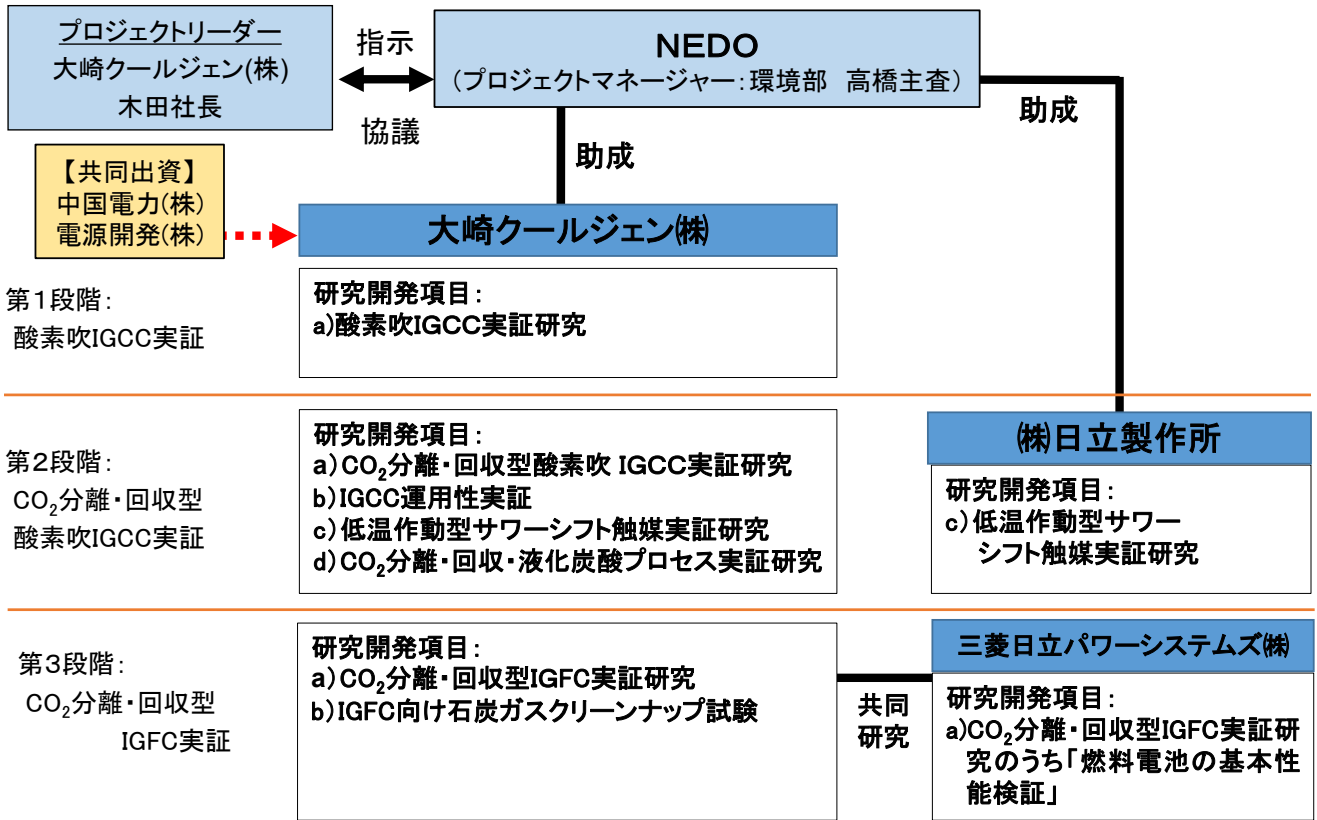 プロジェクトリーダー
大崎クールジェン(株)
木田社長
指示
協議
NEDO
（プロジェクトマネージャー：環境部　高橋主査）
助成
助成
【共同出資】
中国電力(株)
電源開発(株)
大崎クールジェン㈱
第１段階：
酸素吹IGCC実証
研究開発項目：
a)酸素吹IGCC実証研究
第２段階：
CO₂分離・回収型
酸素吹IGCC実証
研究開発項目：
a）CO₂分離・回収型酸素吹 IGCC実証研究
b）IGCC運用性実証
c）低温作動型サワーシフト触媒実証研究
d）CO₂分離・回収・液化炭酸プロセス実証研究
㈱日立製作所
研究開発項目：
c）低温作動型サワー
シフト触媒実証研究
第３段階：
CO₂分離・回収型
IGFC実証
研究開発項目：
a）CO₂分離・回収型IGFC実証研究
b）IGFC向け石炭ガスクリーンナップ試験
共同
研究
三菱日立パワーシステムズ㈱
研究開発項目：
a)CO₂分離・回収型IGFC実証研
究のうち「燃料電池の基本性
能検証」